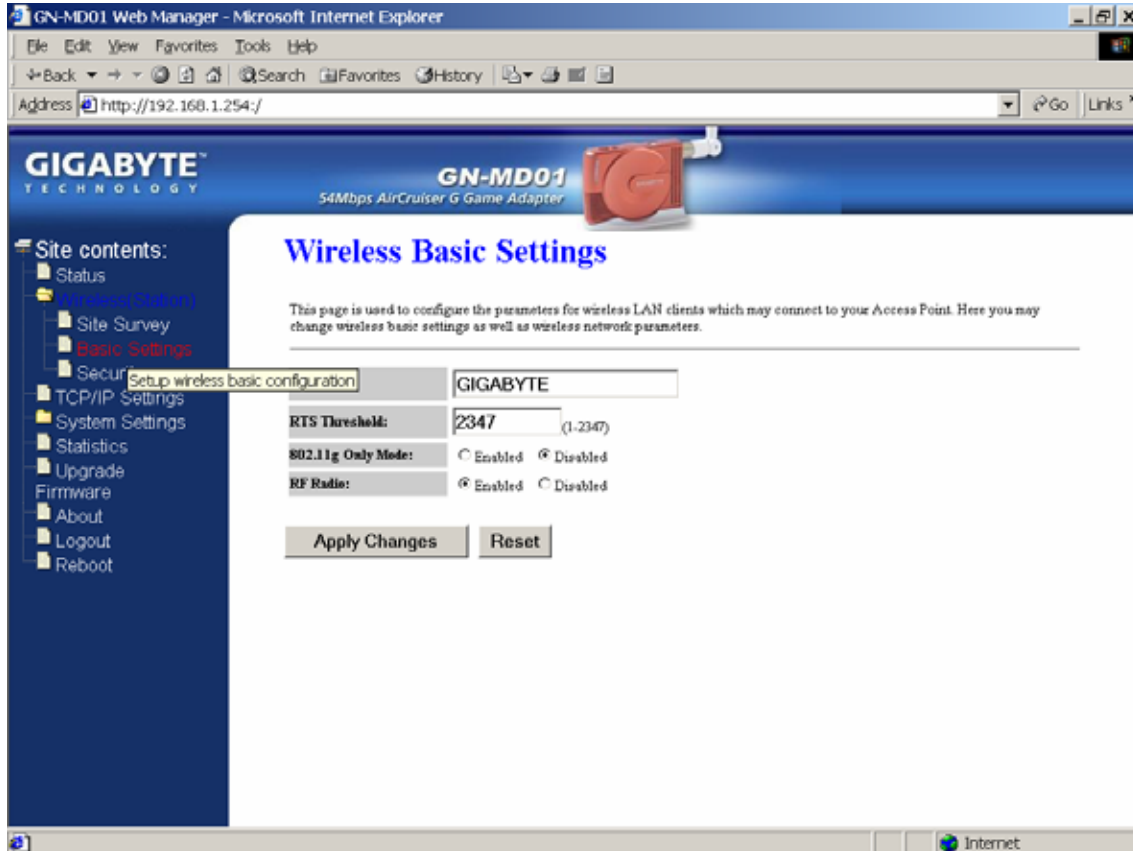 GN-MD01 Web Manager - Microsoft Internet Explorer
File Edit View Favorites Tools Help
Back Search Favorites History
Address http://192.168.1.254:/ Go Links
GIGABYTE™
TECHNOLOGY
GN-MD01
54Mbps AirCruiser G Game Adapter
Site contents:
Status
Wireless(Station)
Site Survey
Basic Settings
Secur
Setup wireless basic configuration
TCP/IP Settings
System Settings
Statistics
Upgrade
Firmware
About
Logout
Reboot
Wireless Basic Settings
This page is used to configure the parameters for wireless LAN clients which may connect to your Access Point. Here you may
change wireless basic settings as well as wireless network parameters.
GIGABYTE
RTS Threshold: 2347 (1-2347)
802.11g Only Mode: Enabled Disabled
RF Radio: Enabled Disabled
Apply Changes Reset
Internet